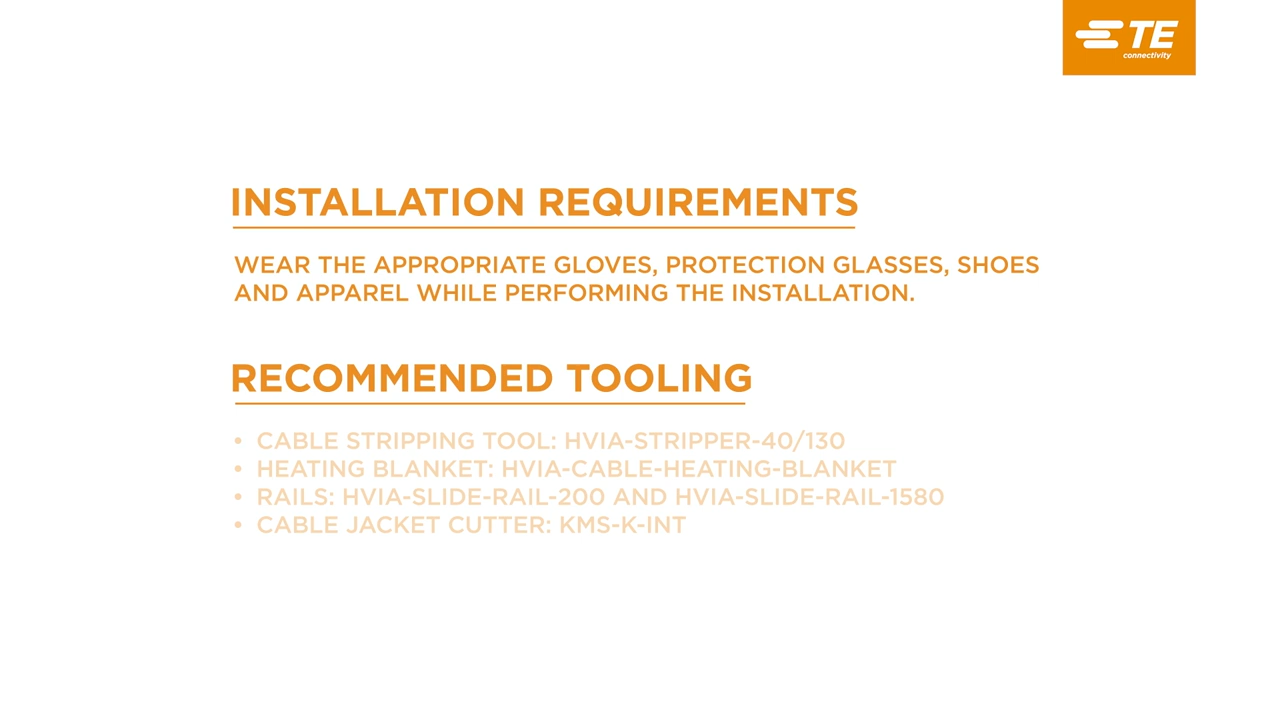 TE
connectivity
INSTALLATION REQUIREMENTS
WEAR THE APPROPRIATE GLOVES, PROTECTION GLASSES, SHOES
AND APPAREL WHILE PERFORMING THE INSTALLATION.
RECOMMENDED TOOLING
• CABLE STRIPPING TOOL: HVIA-STRIPPER-40/130
• HEATING BLANKET: HVIA-CABLE-HEATING-BLANKET
• RAILS: HVIA-SLIDE-RAIL-200 AND HVIA-SLIDE-RAIL-1580
• CABLE JACKET CUTTER: KMS-K-INT